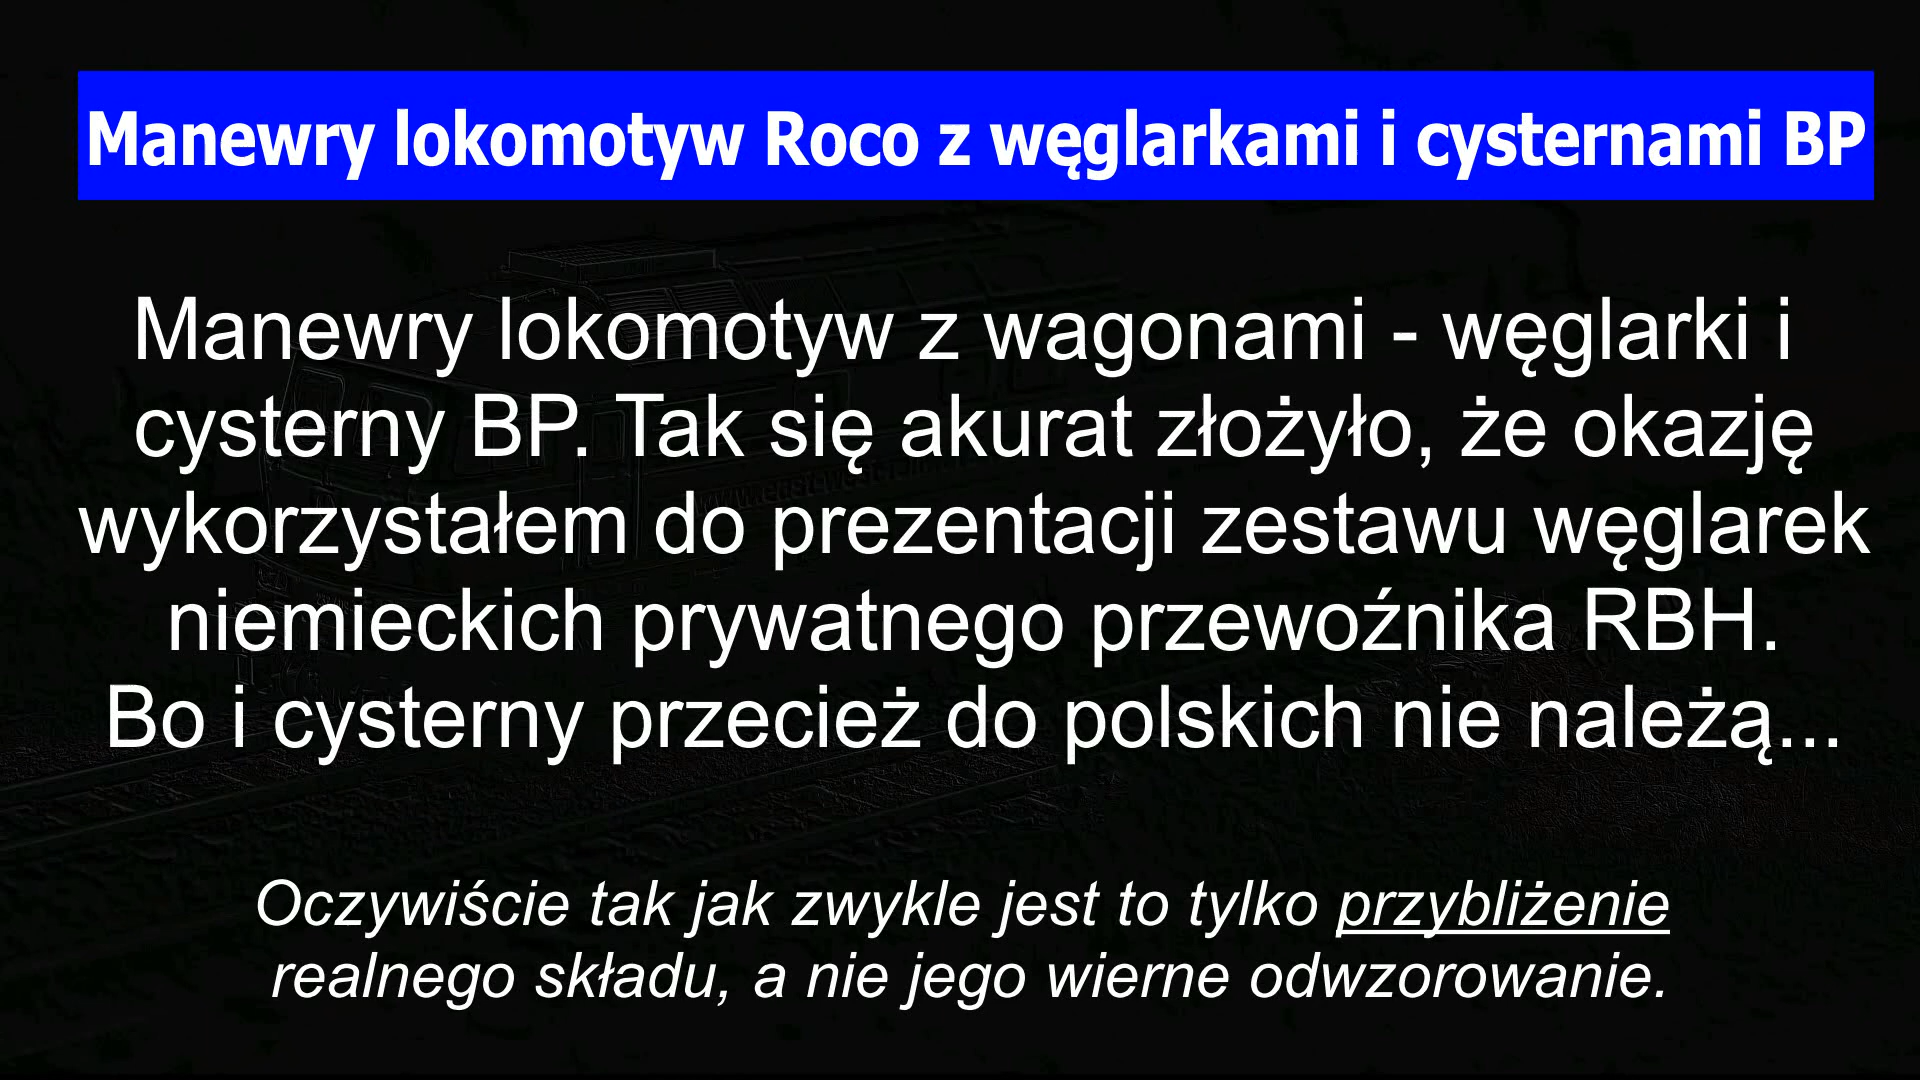 Manewry lokomotyw Roco z węglarkami i cysternami BP
Manewry lokomotyw z wagonami - węglarki i
cysterny BP. Tak się akurat złożyło, że okazję
wykorzystałem do prezentacji zestawu węglarek
niemieckich prywatnego przewoźnika RBH.
Bo i cysterny przecież do polskich nie należą...
Oczywiście tak jak zwykle jest to tylko przybliżenie
realnego składu, a nie jego wierne odwzorowanie.